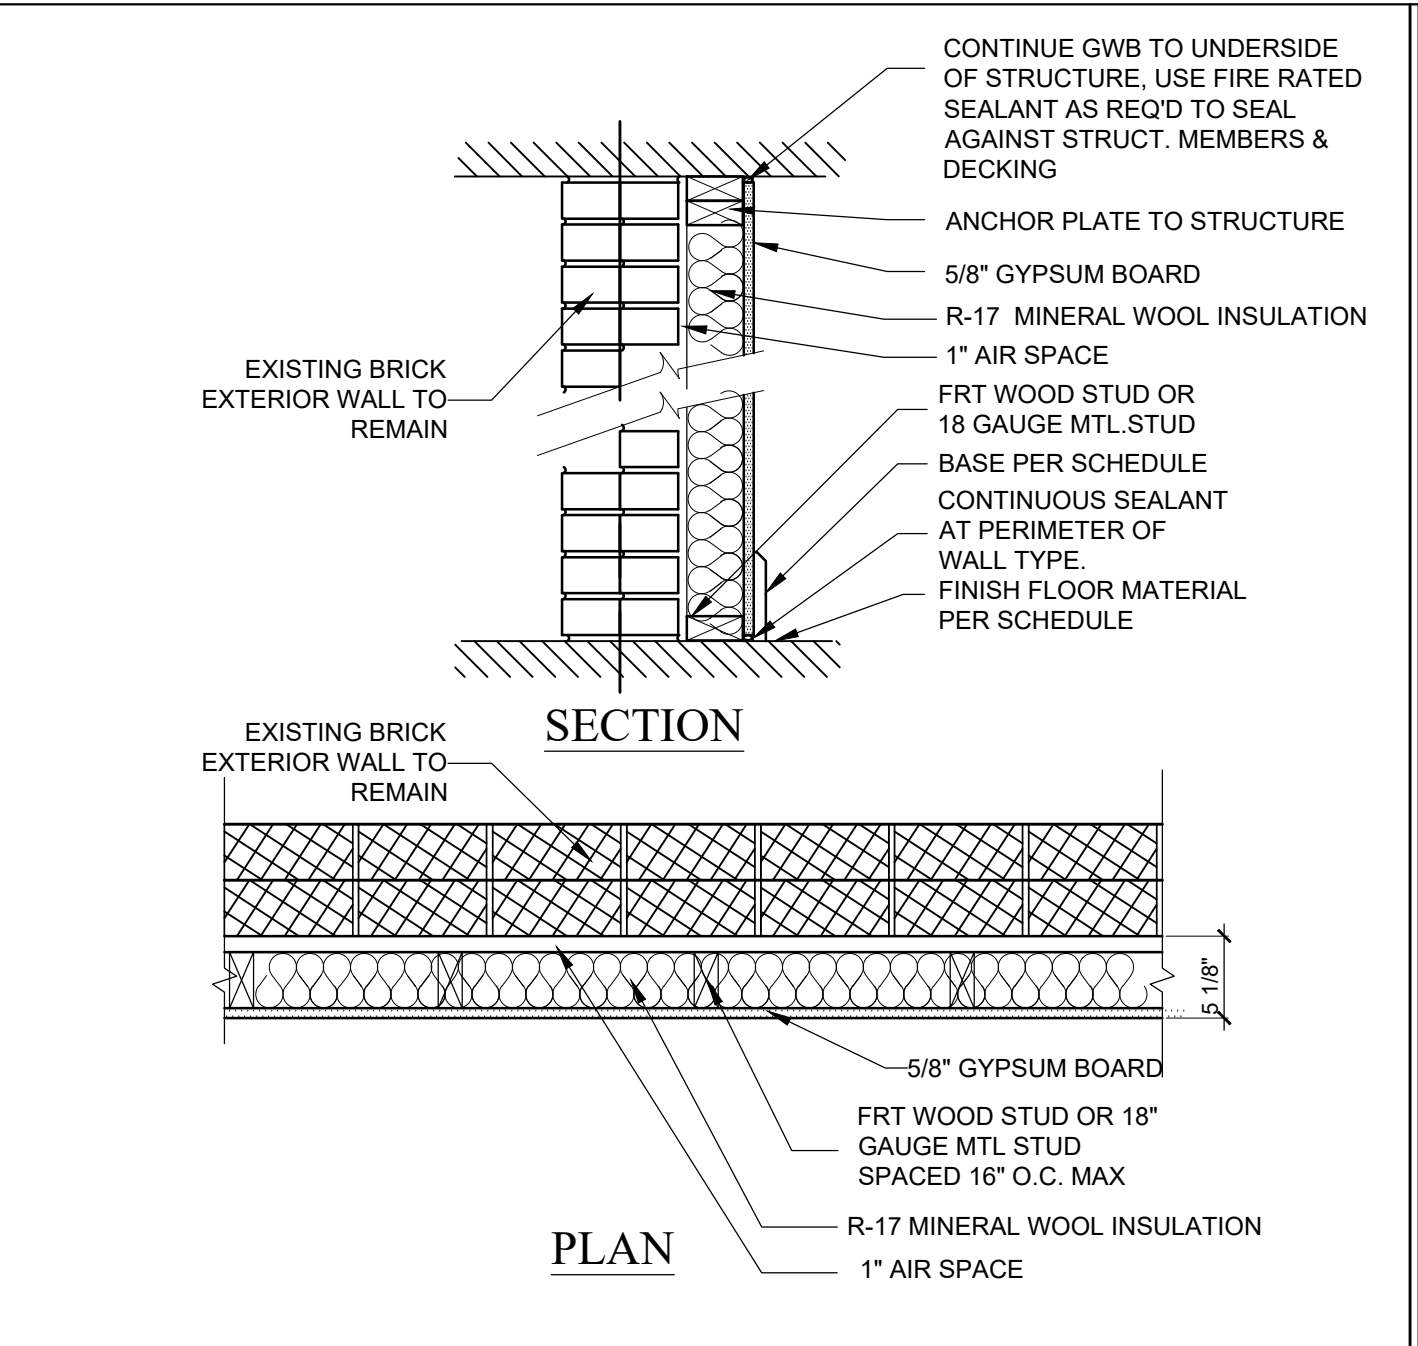 CONTINUE GWB TO UNDERSIDE
OF STRUCTURE, USE FIRE RATED
SEALANT AS REQ'D TO SEAL
AGAINST STRUCT. MEMBERS &
DECKING
ANCHOR PLATE TO STRUCTURE
5/8" GYPSUM BOARD
R-17 MINERAL WOOL INSULATION
1" AIR SPACE
EXISTING BRICK
EXTERIOR WALL TO
REMAIN
FRT WOOD STUD OR
18 GAUGE MTL.STUD
BASE PER SCHEDULE
CONTINUOUS SEALANT
AT PERIMETER OF
WALL TYPE.
FINISH FLOOR MATERIAL
PER SCHEDULE
SECTION
EXISTING BRICK
EXTERIOR WALL TO
REMAIN
5 1/8"
5/8" GYPSUM BOARD
FRT WOOD STUD OR 18"
GAUGE MTL STUD
SPACED 16" O.C. MAX
R-17 MINERAL WOOL INSULATION
1" AIR SPACE
PLAN